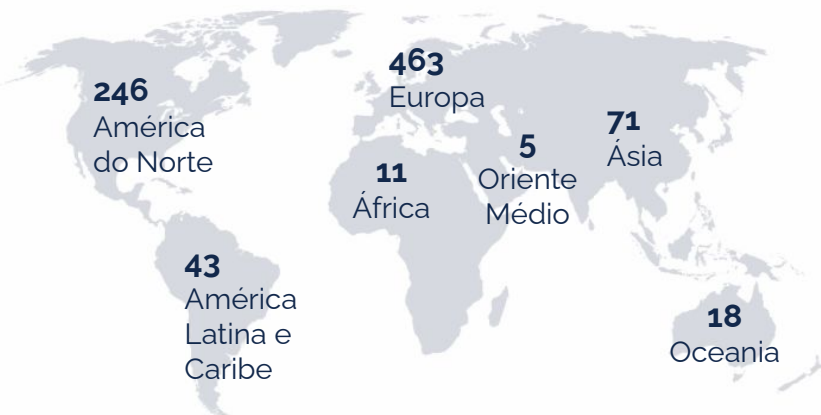 246
América
do Norte
463
Europa
71
Ásia
5
Oriente
Médio
11
África
43
América
Latina e
Caribe
18
Oceania